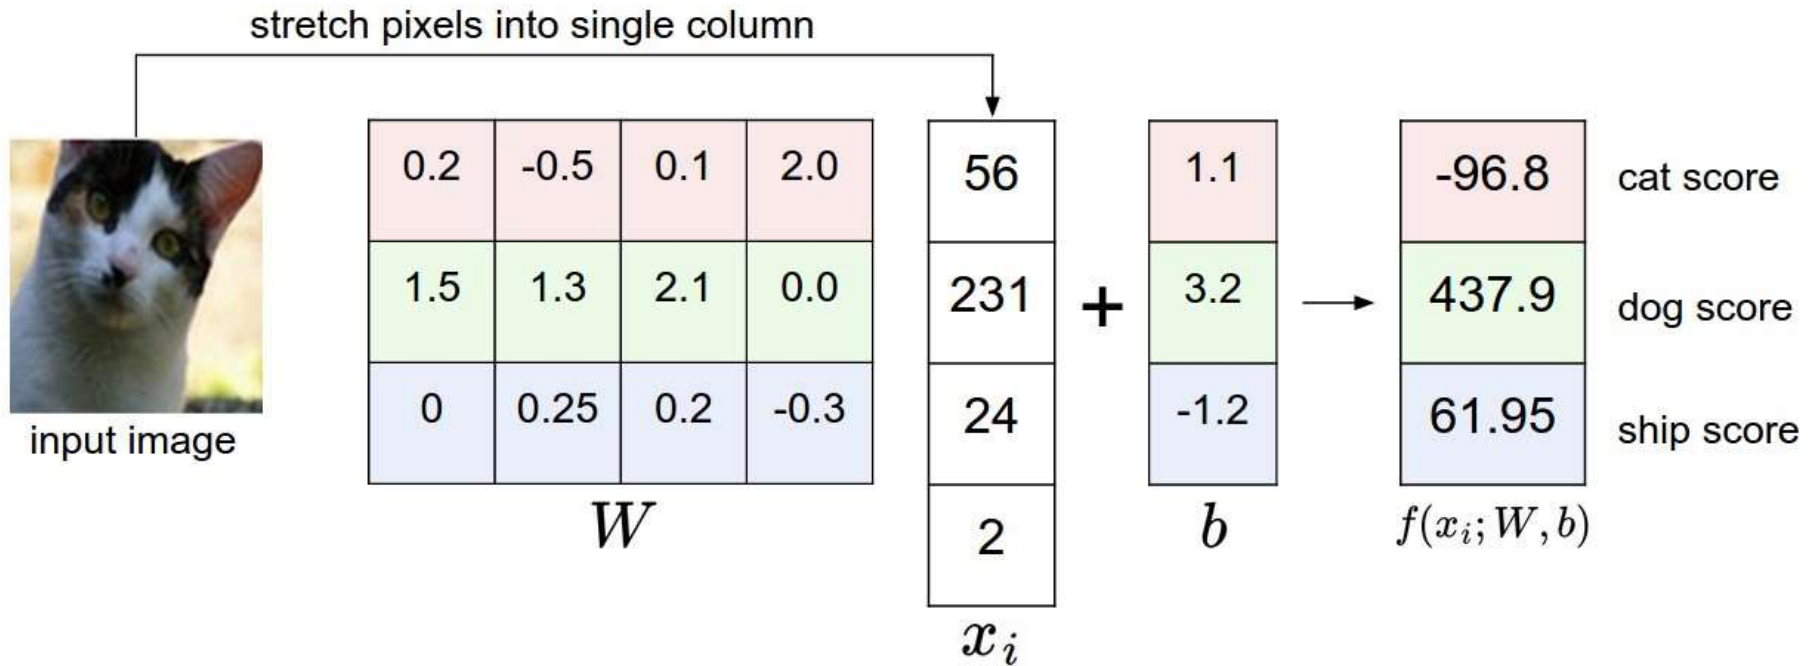 stretch pixels into single column
input image
0.2 -0.5 0.1 2.0
1.5 1.3 2.1 0.0
0 0.25 0.2 -0.3
W
56
231
24
2
x_i
+
1.1
3.2
-1.2
b
-96.8 cat score
437.9 dog score
61.95 ship score
f(x_i; W, b)